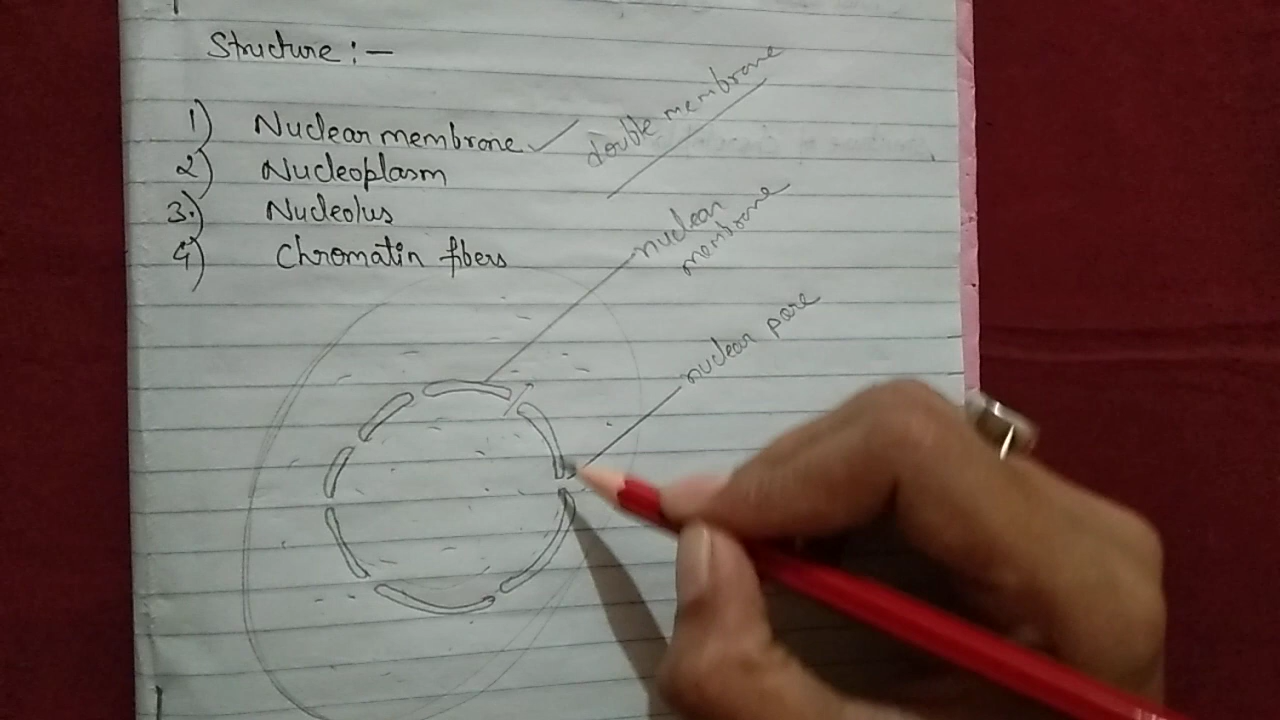 Structure :-
1) Nuclear membrane
double membrane
2) Nucleoplasm
3.) Nucleolus
4) Chromatin fibers
nuclear
membrane
nuclear pore